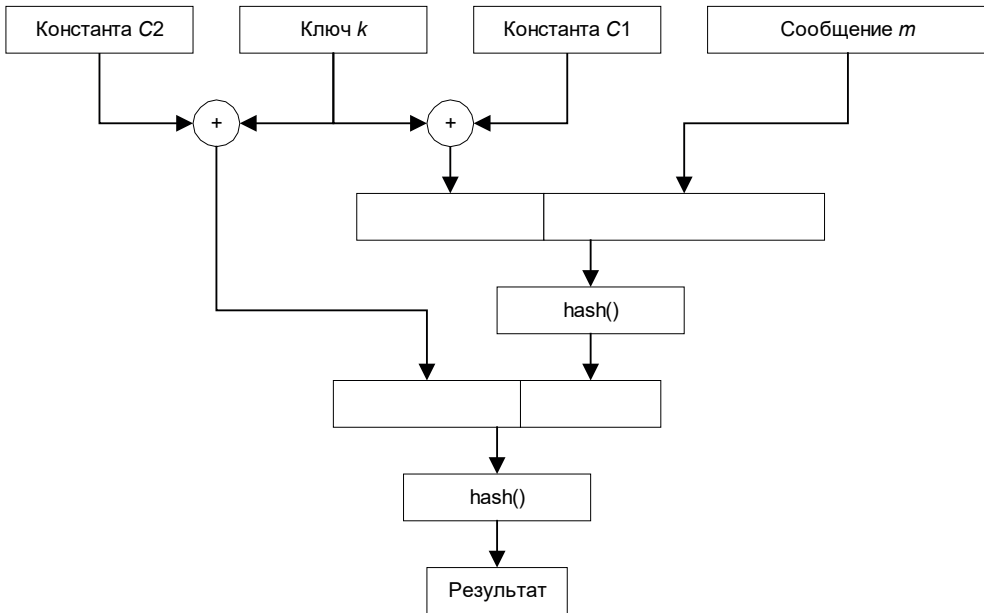 Константа C2
Ключ k
Константа C1
Сообщение m
+
+
hash()
hash()
Результат